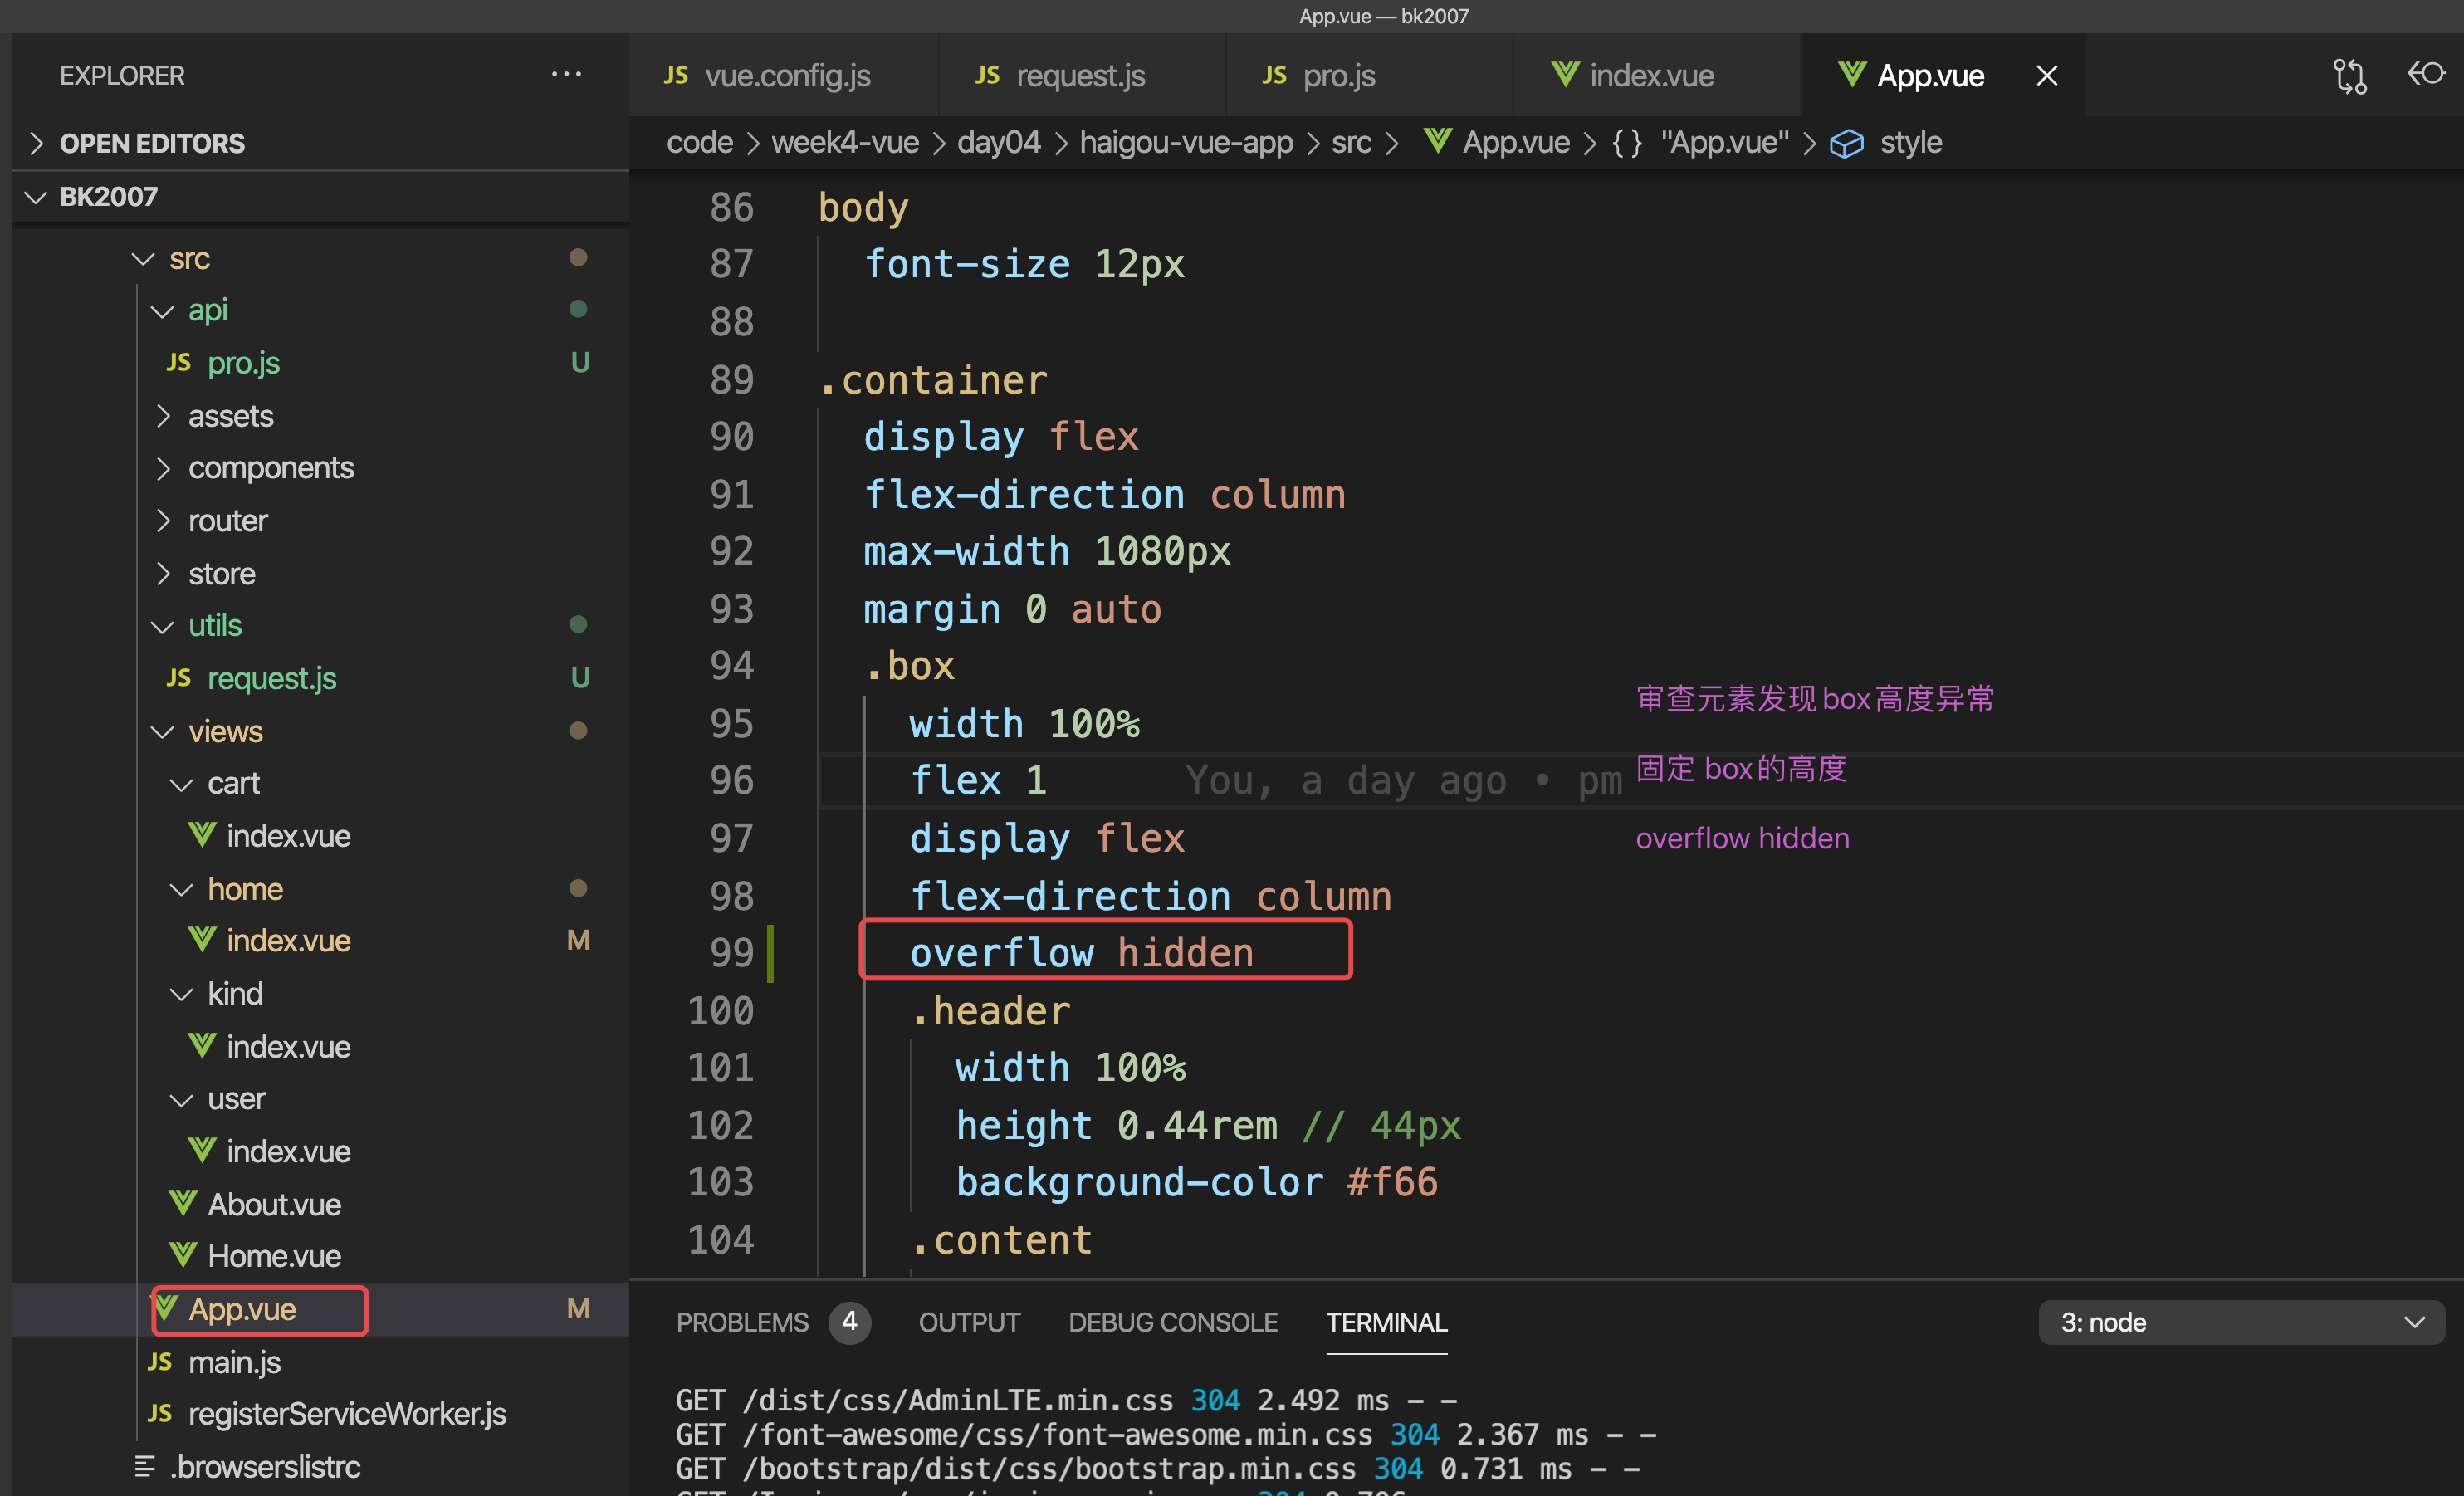 App.vue — bk2007
EXPLORER
OPEN EDITORS
BK2007
src
api
JS pro.js U
assets
components
router
store
utils
JS request.js U
views
cart
index.vue
home
index.vue M
kind
index.vue
user
index.vue
About.vue
Home.vue
App.vue M
JS main.js
JS registerServiceWorker.js
.browserslistrc
JS vue.config.js
JS request.js
JS pro.js
index.vue
App.vue
code > week4-vue > day04 > haigou-vue-app > src > App.vue > {} "App.vue" > style
86 body
87 font-size 12px
88
89 .container
90 display flex
91 flex-direction column
92 max-width 1080px
93 margin 0 auto
94 .box
95 width 100%
96 flex 1 You, a day ago • pm
97 display flex
98 flex-direction column
99 overflow hidden
100 .header
101 width 100%
102 height 0.44rem // 44px
103 background-color #f66
104 .content
审查元素发现box高度异常
固定 box的高度
overflow hidden
PROBLEMS 4 OUTPUT DEBUG CONSOLE TERMINAL 3: node
GET /dist/css/AdminLTE.min.css 304 2.492 ms - -
GET /font-awesome/css/font-awesome.min.css 304 2.367 ms - -
GET /bootstrap/dist/css/bootstrap.min.css 304 0.731 ms - -